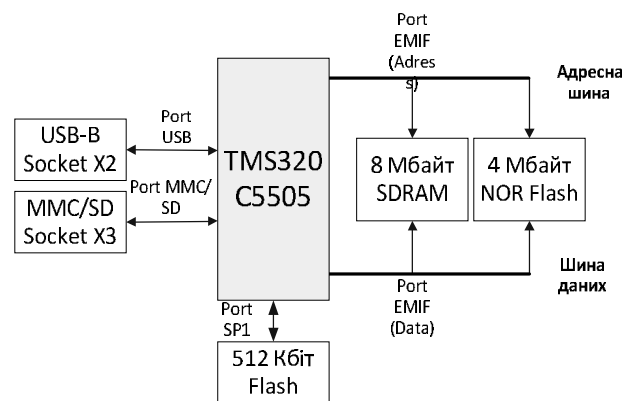 Port
EMIF
(Adres
s)
Адресна
шина
USB-B
Socket X2
Port
USB
TMS320
C5505
8 Мбайт
SDRAM
4 Мбайт
NOR Flash
MMC/SD
Socket X3
Port MMC/
SD
Port
EMIF
(Data)
Шина
даних
Port
SP1
512 Кбіт
Flash